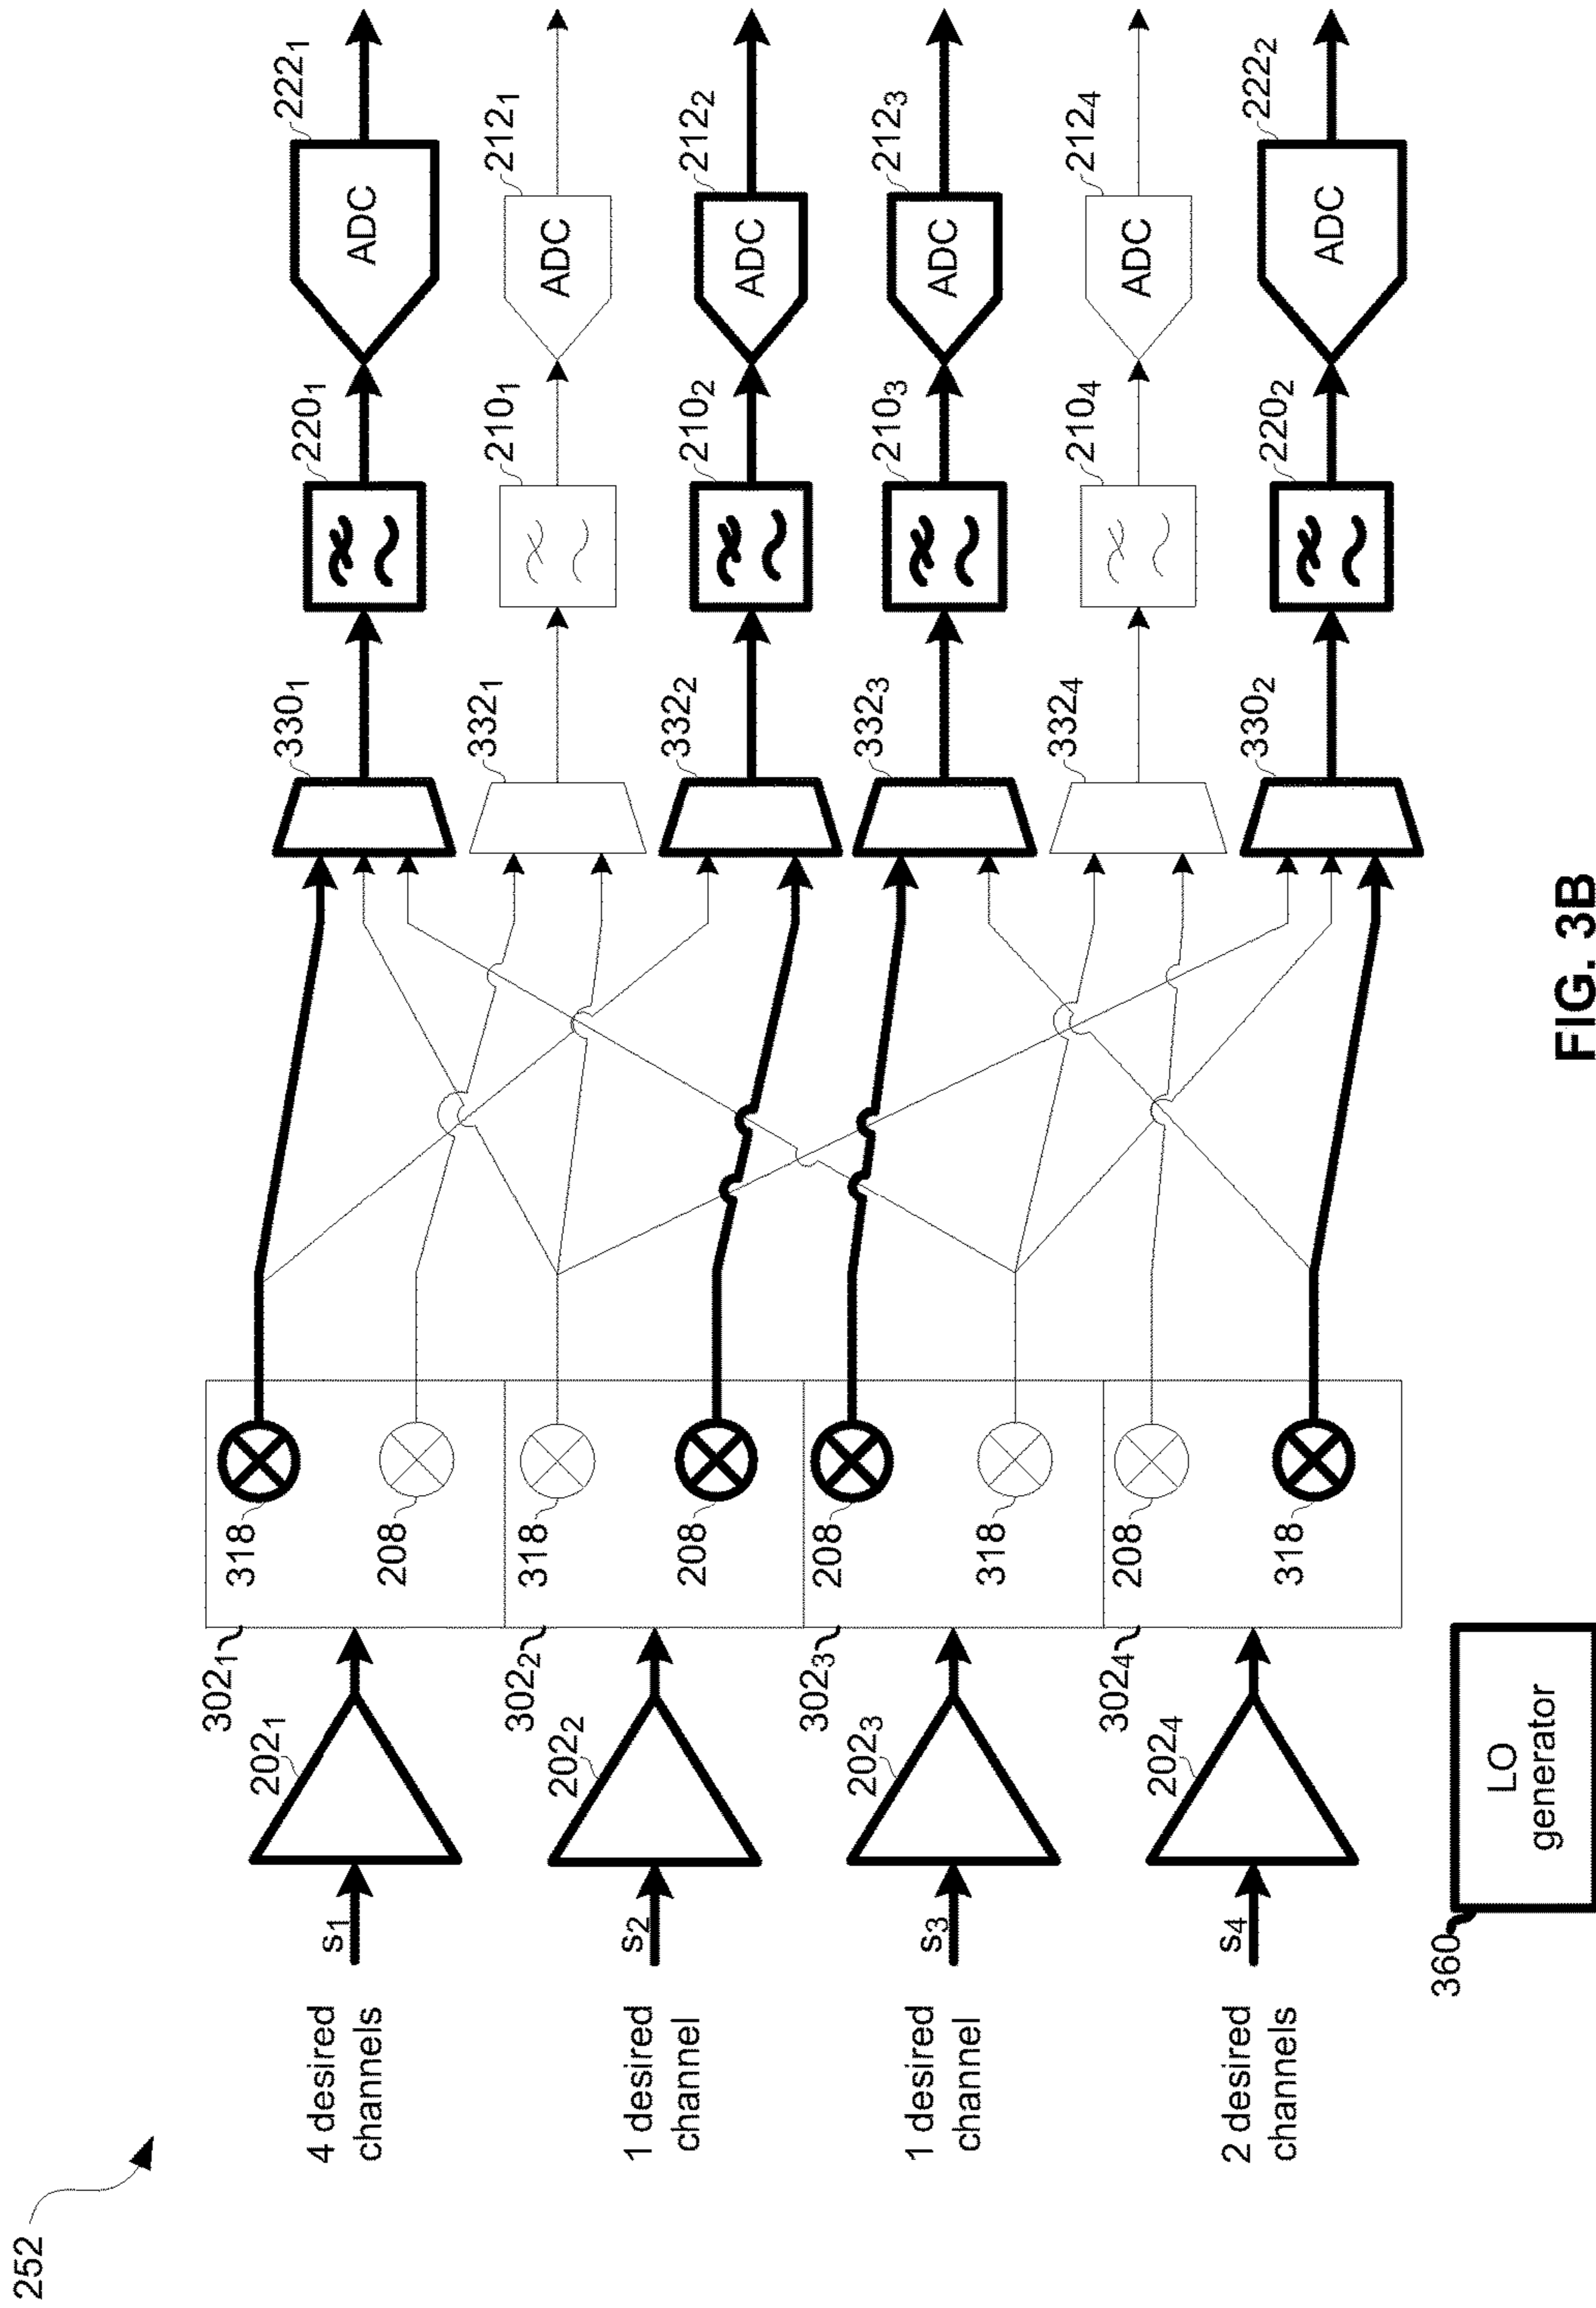 252
4 desired
channels
1 desired
channel
1 desired
channel
2 desired
channels
s1
s2
s3
s4
202₁
202₂
202₃
202₄
360
LO
generator
302₁
302₂
302₃
302₄
318
208
318
208
208
318
208
318
330₁
332₁
332₂
332₃
332₄
330₂
220₁
210₁
210₂
210₃
210₄
220₂
222₁
212₁
212₂
212₃
212₄
222₂
ADC
ADC
ADC
ADC
ADC
ADC
FIG. 3B